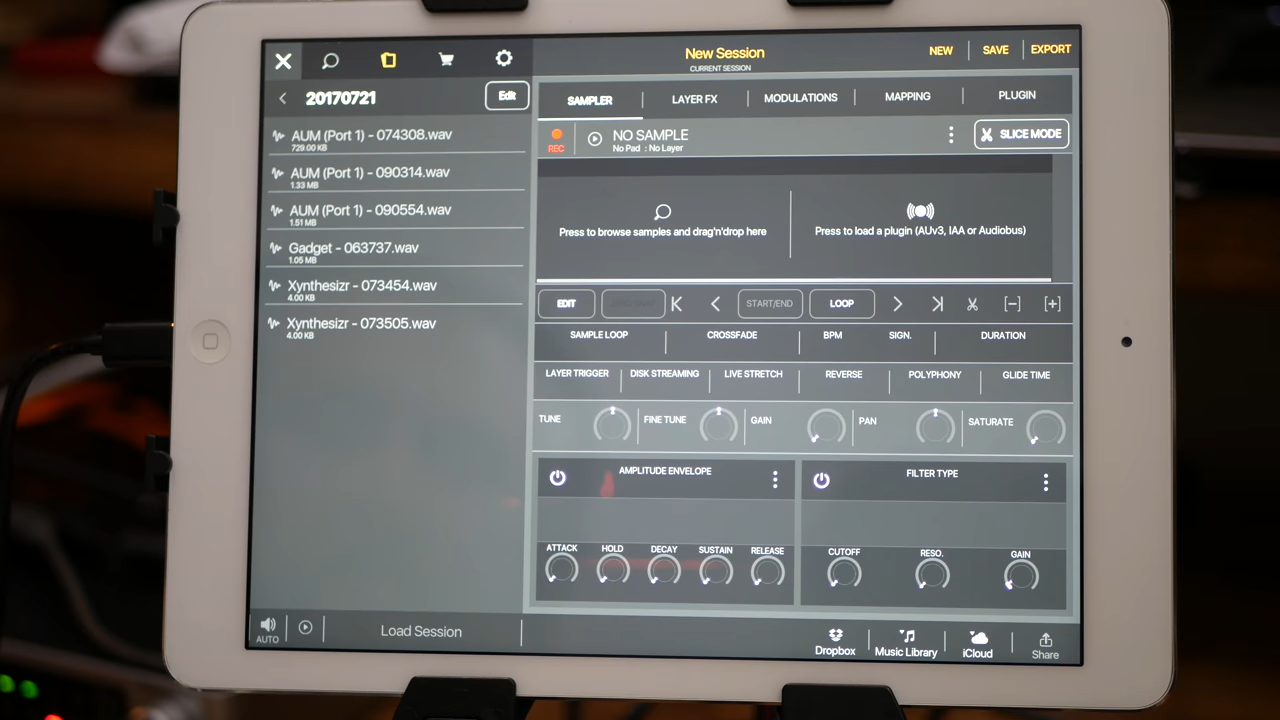 New Session
CURRENT SESSION
NEW
SAVE
EXPORT
20170721
Edit
AUM (Port 1) - 074308.wav
729.00 KB
AUM (Port 1) - 090314.wav
1.33 MB
AUM (Port 1) - 090554.wav
1.51 MB
Gadget - 063737.wav
1.05 MB
Xynthesizr - 073454.wav
4.00 KB
Xynthesizr - 073505.wav
4.00 KB
AUTO
Load Session
SAMPLER
LAYER FX
MODULATIONS
MAPPING
PLUGIN
REC
NO SAMPLE
No Pad : No Layer
SLICE MODE
Press to browse samples and drag'n'drop here
Press to load a plugin (AUv3, IAA or Audiobus)
EDIT
START/END
LOOP
SAMPLE LOOP
CROSSFADE
BPM
SIGN.
DURATION
LAYER TRIGGER
DISK STREAMING
LIVE STRETCH
REVERSE
POLYPHONY
GLIDE TIME
TUNE
FINE TUNE
GAIN
PAN
SATURATE
AMPLITUDE ENVELOPE
FILTER TYPE
ATTACK
HOLD
DECAY
SUSTAIN
RELEASE
CUTOFF
RESO.
GAIN
Dropbox
Music Library
iCloud
Share